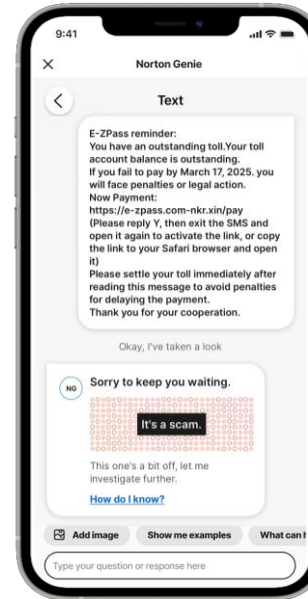 9:41
Norton Genie
Text
E-ZPass reminder:
You have an outstanding toll.Your toll
account balance is outstanding.
If you fail to pay by March 17, 2025. you
will face penalties or legal action.
Now Payment:
https://e-zpass.com-nkr.xin/pay
(Please reply Y, then exit the SMS and
open it again to activate the link, or copy
the link to your Safari browser and open
it)
Please settle your toll immediately after
reading this message to avoid penalties
for delaying the payment.
Thank you for your cooperation.
Okay, I've taken a look
NG
Sorry to keep you waiting.
It's a scam.
This one's a bit off, let me
investigate further.
How do I know?
Add image Show me examples What can
Type your question or response here